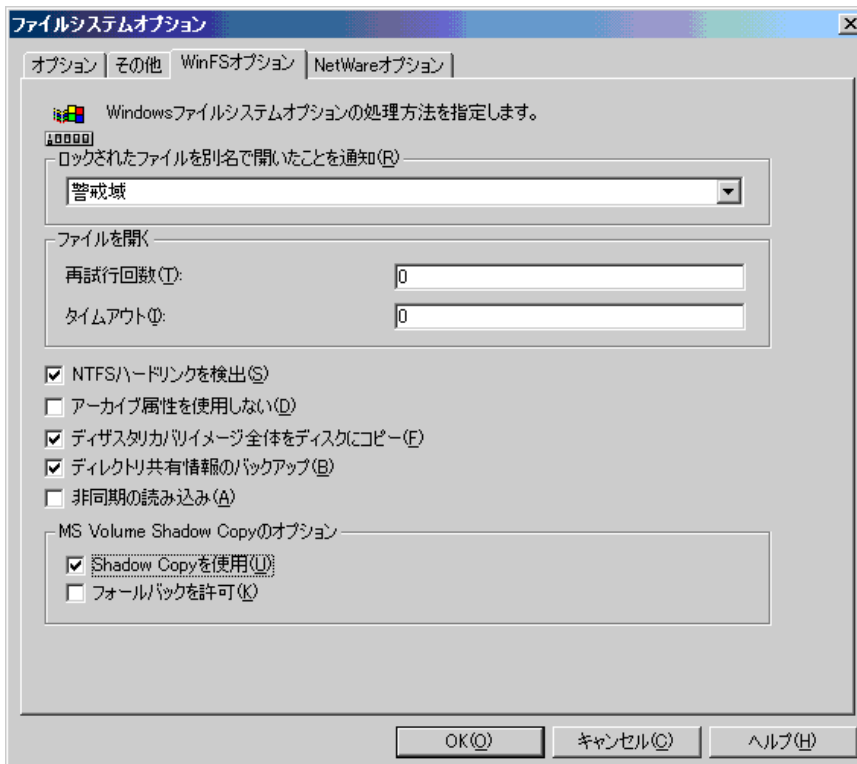 ファイルシステムオプション
オプション その他 WinFSオプション NetWareオプション
Windowsファイルシステムオプションの処理方法を指定します。
ロックされたファイルを別名で開いたことを通知(R)
警戒域
ファイルを開く
再試行回数(T): 0
タイムアウト(I): 0
NTFSハードリンクを検出(S)
アーカイブ属性を使用しない(D)
ディザスタリカバリイメージ全体をディスクにコピー(F)
ディレクトリ共有情報のバックアップ(B)
非同期の読み込み(A)
MS Volume Shadow Copyのオプション
Shadow Copyを使用(U)
フォールバックを許可(K)
OK(O) キャンセル(C) ヘルプ(H)